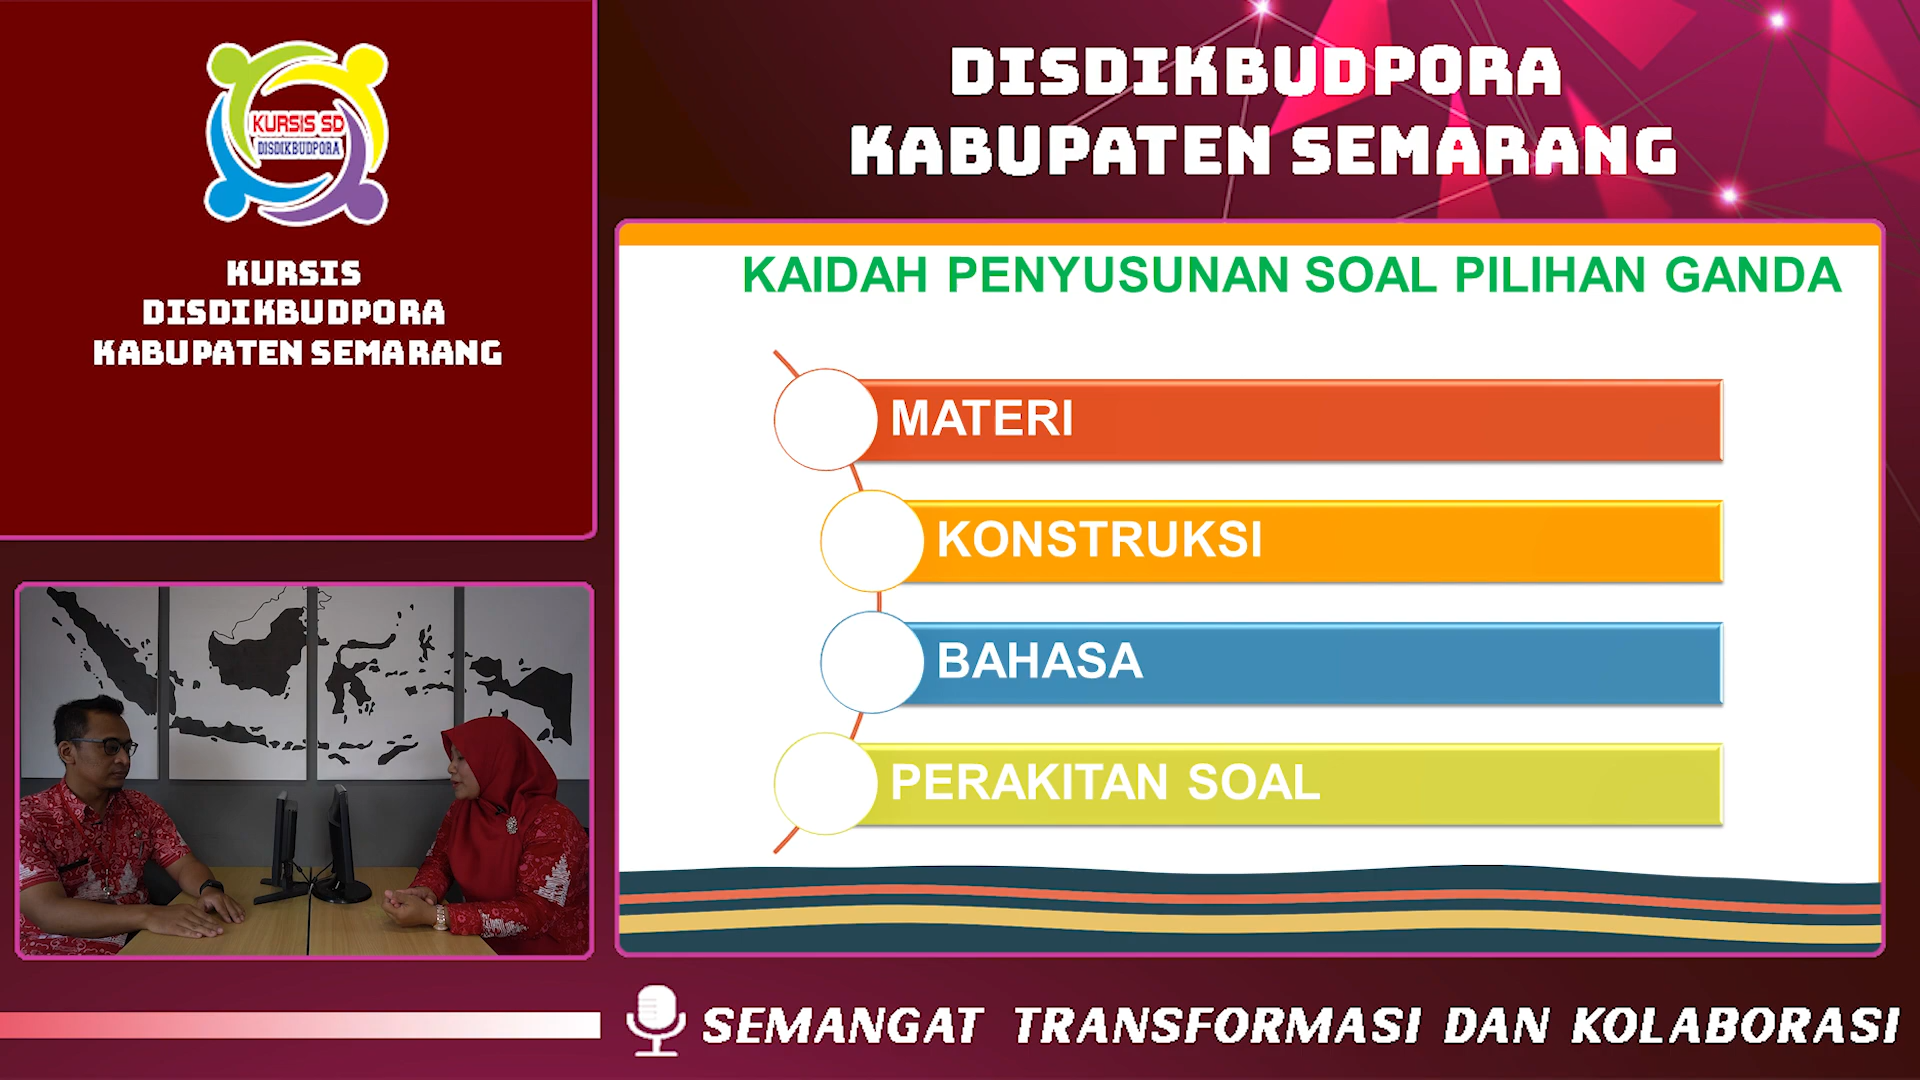 KURSIS SD
DISDIKBUDPORA
KURSIS
DISDIKBUDPORA
KABUPATEN SEMARANG
DISDIKBUDPORA
KABUPATEN SEMARANG
KAIDAH PENYUSUNAN SOAL PILIHAN GANDA
MATERI
KONSTRUKSI
BAHASA
PERAKITAN SOAL
SEMANGAT TRANSFORMASI DAN KOLABORASI